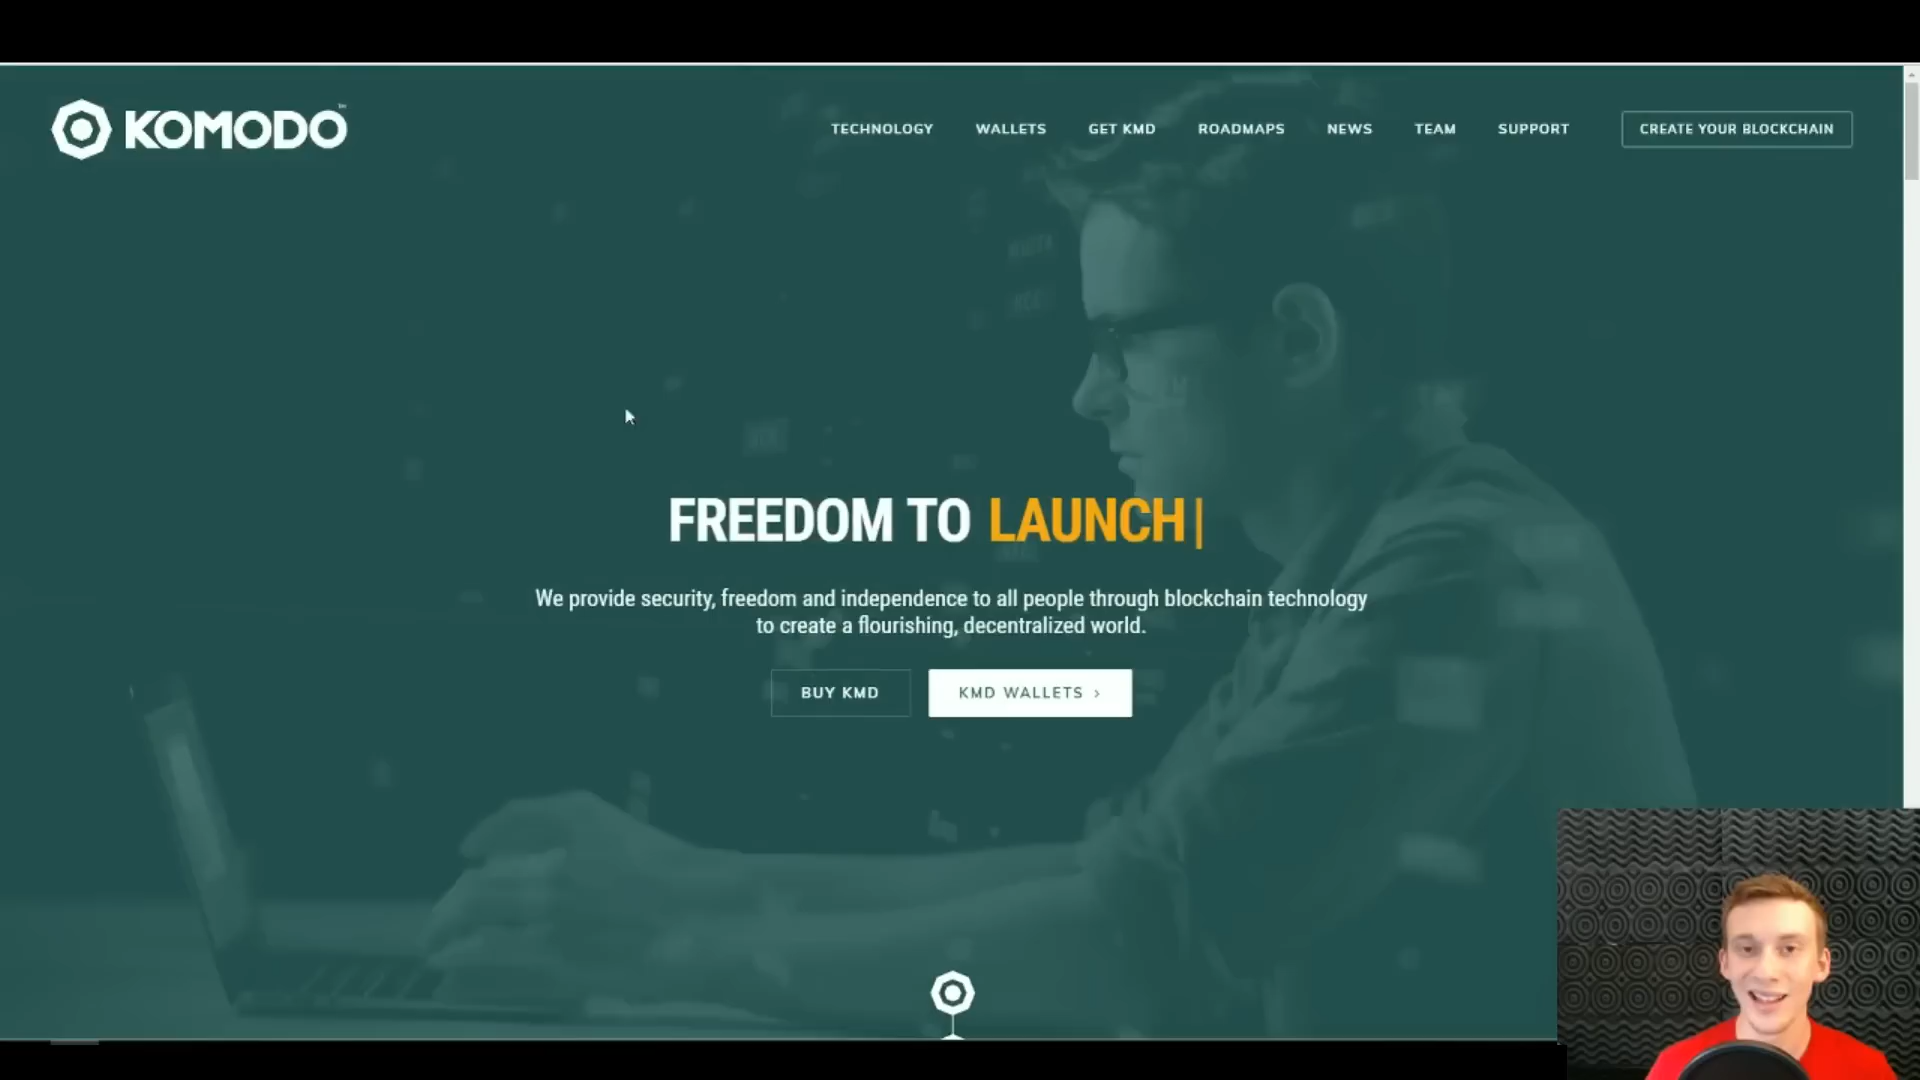 KOMODO™
TECHNOLOGY WALLETS GET KMD ROADMAPS NEWS TEAM SUPPORT CREATE YOUR BLOCKCHAIN
FREEDOM TO LAUNCH|
We provide security, freedom and independence to all people through blockchain technology
to create a flourishing, decentralized world.
BUY KMD KMD WALLETS ›